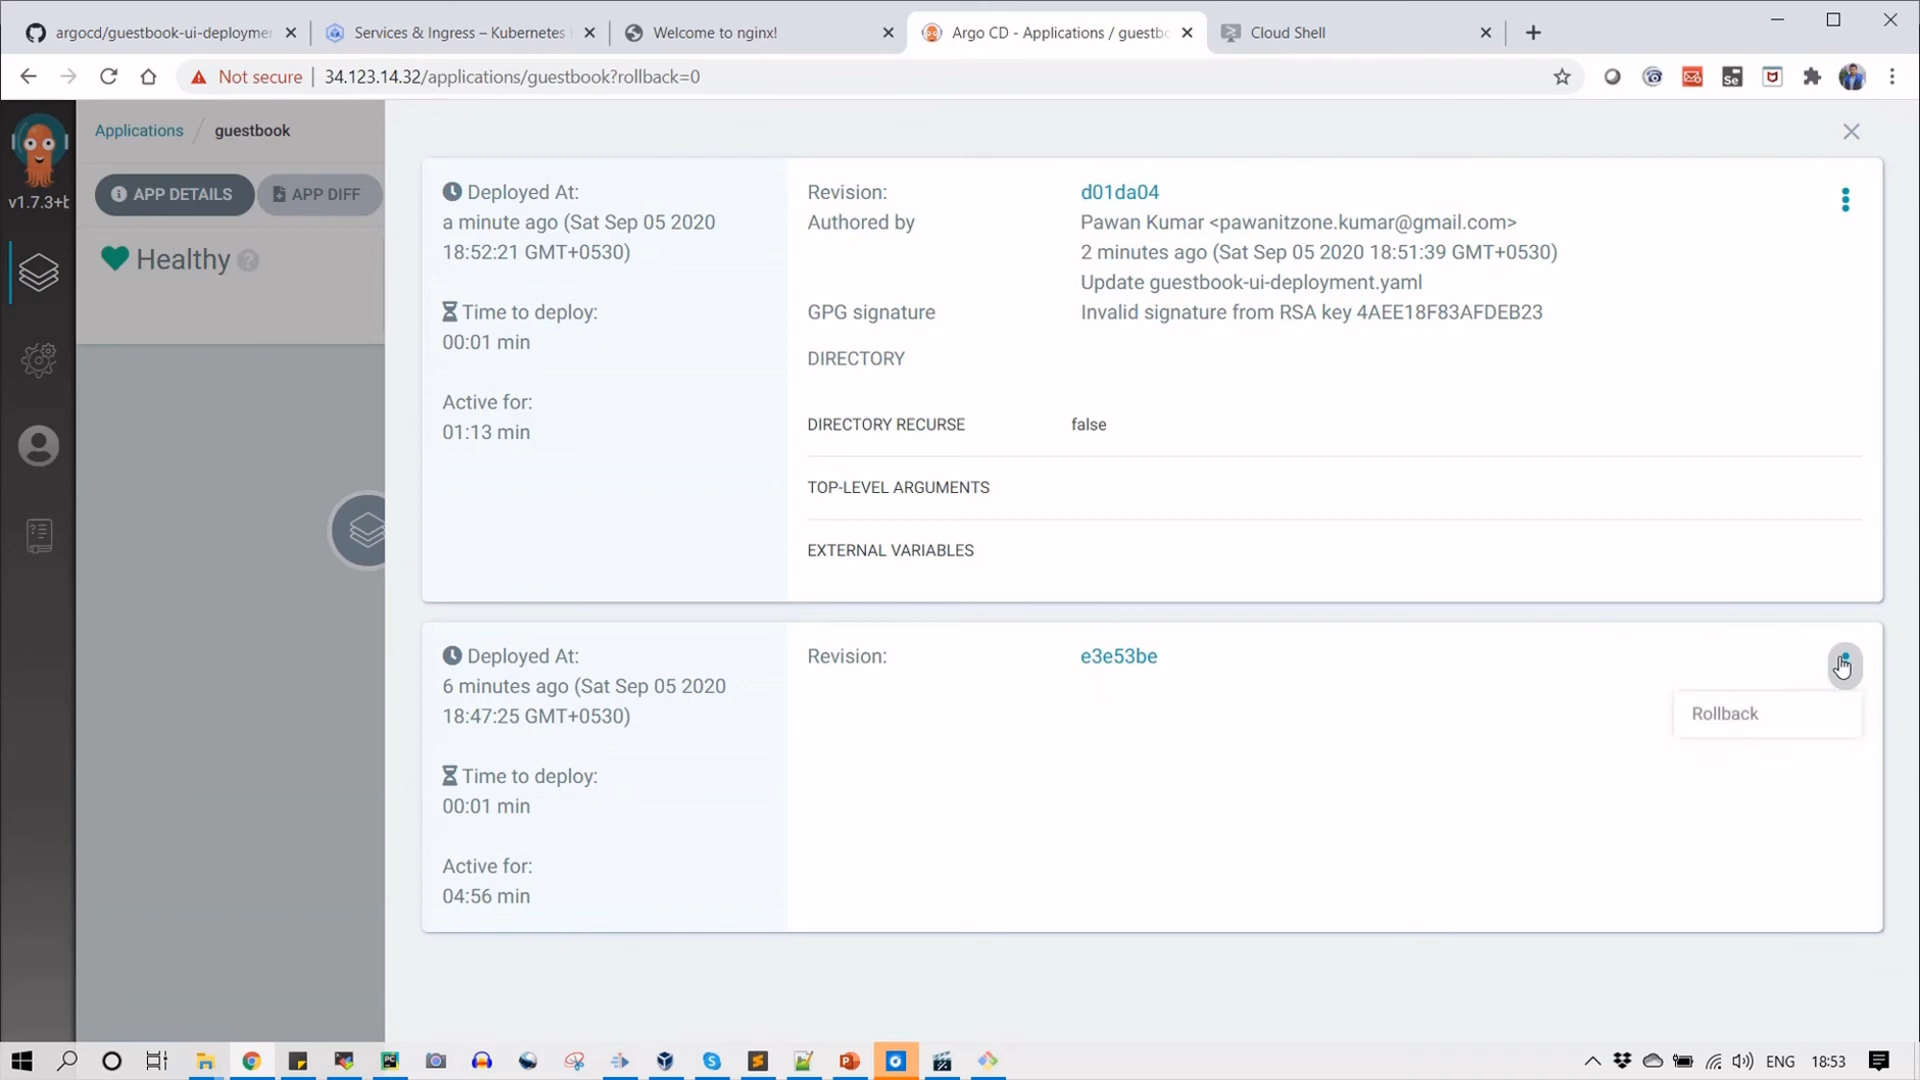 argocd/guestbook-ui-deploymen
Services & Ingress – Kubernetes
Welcome to nginx!
Argo CD - Applications / guestbo
Cloud Shell
Not secure
34.123.14.32/applications/guestbook?rollback=0
Se
v1.7.3+b
Applications / guestbook
APP DETAILS
APP DIFF
Healthy
Deployed At:
a minute ago (Sat Sep 05 2020
18:52:21 GMT+0530)
Time to deploy:
00:01 min
Active for:
01:13 min
Revision: d01da04
Authored by Pawan Kumar <pawanitzone.kumar@gmail.com>
2 minutes ago (Sat Sep 05 2020 18:51:39 GMT+0530)
Update guestbook-ui-deployment.yaml
GPG signature Invalid signature from RSA key 4AEE18F83AFDEB23
DIRECTORY
DIRECTORY RECURSE false
TOP-LEVEL ARGUMENTS
EXTERNAL VARIABLES
Deployed At:
6 minutes ago (Sat Sep 05 2020
18:47:25 GMT+0530)
Time to deploy:
00:01 min
Active for:
04:56 min
Revision: e3e53be
Rollback
ENG
18:53